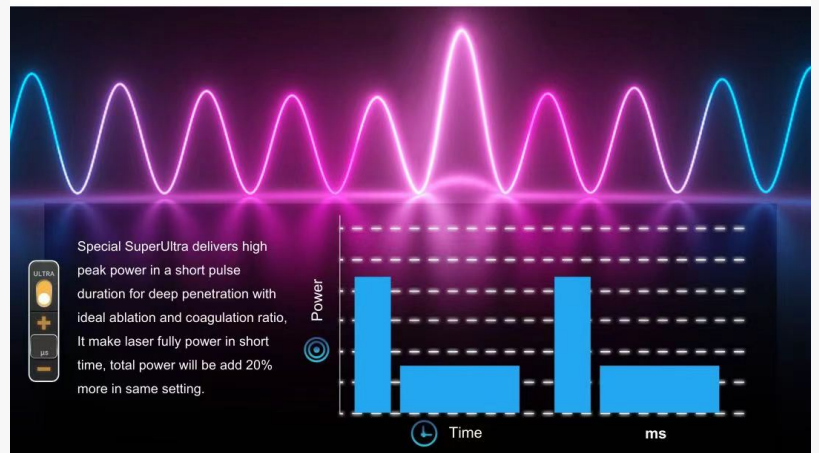 Special SuperUltra delivers high
peak power in a short pulse
duration for deep penetration with
ideal ablation and coagulation ratio,
It make laser fully power in short
time, total power will be add 20%
more in same setting.
ULTRA
µs
Power
Time
ms